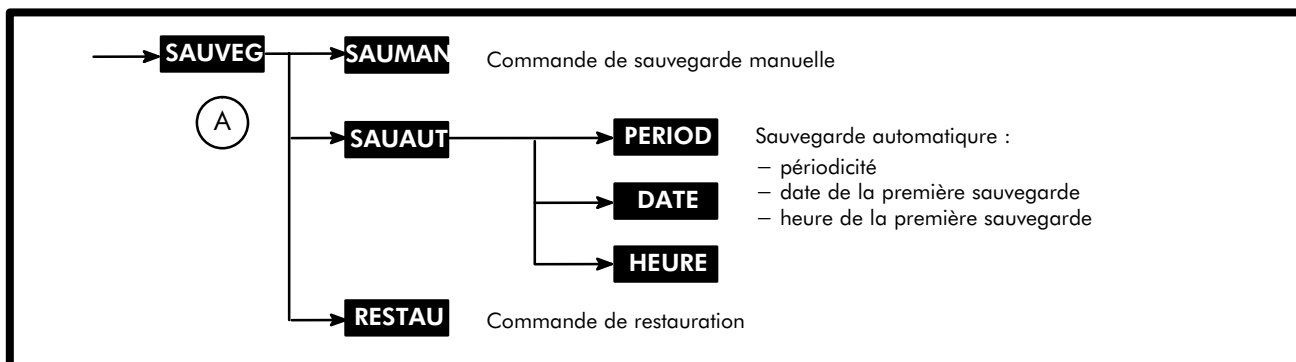 SAUVEG
SAUMAN
Commande de sauvegarde manuelle
A
SAUAUT
PERIOD
Sauvegarde automatiqure :
– périodicité
DATE
– date de la première sauvegarde
– heure de la première sauvegarde
HEURE
RESTAU
Commande de restauration